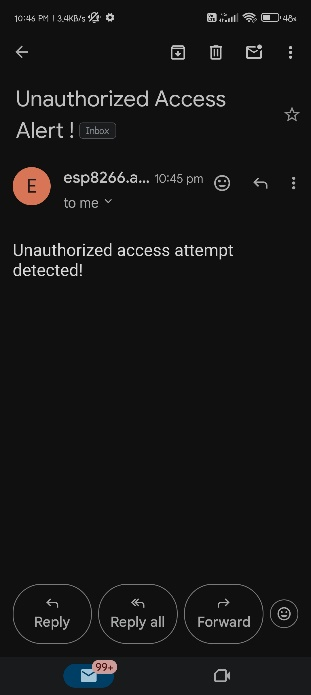 10:46 PM | 3.4KB/s
48
Unauthorized Access
Alert !
Inbox
E
esp8266.a...
10:45 pm
to me
Unauthorized access attempt
detected!
Reply
Reply all
Forward
99+